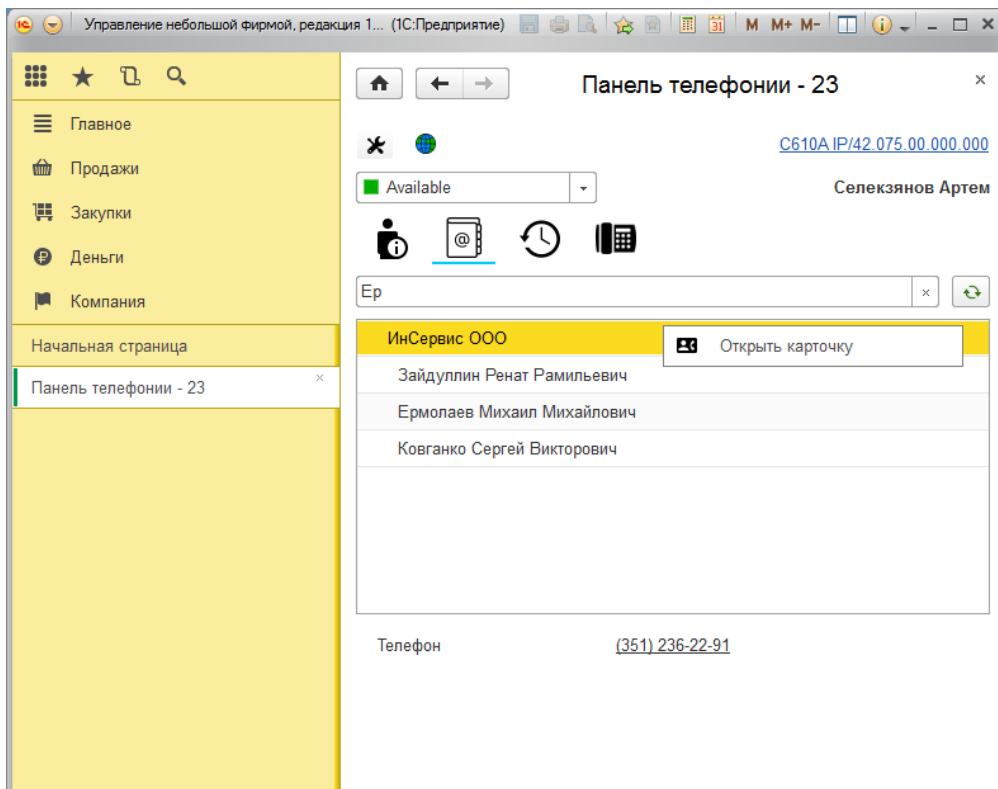 Управление небольшой фирмой, редакция 1... (1С:Предприятие)
31
M M+ M-
Главное
Продажи
Закупки
Деньги
Компания
Начальная страница
Панель телефонии - 23
Панель телефонии - 23
C610A IP/42.075.00.000.000
Available
Селекзянов Артем
Ер
ИнСервис ООО
Открыть карточку
Зайдуллин Ренат Рамильевич
Ермолаев Михаил Михайлович
Ковганко Сергей Викторович
Телефон
(351) 236-22-91